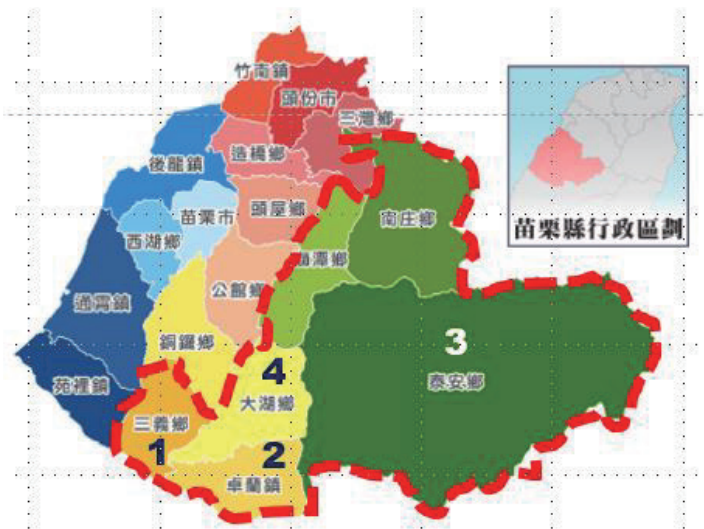 竹南鎮
頭份市
三灣鄉
造橋鄉
後龍鎮
頭屋鄉
苗栗市
南庄鄉
西湖鄉
潭鄉
公館鄉
通霄鎮
銅鑼鄉
3
4
泰安鄉
苑裡鎮
大湖鄉
三義鄉
1
2
卓蘭鎮
苗栗縣行政區劃